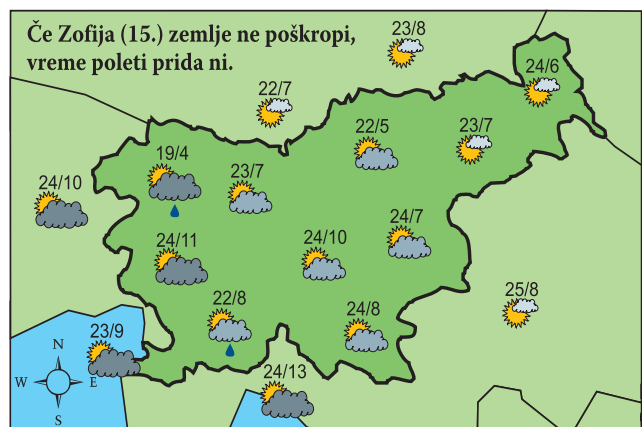 Če Zofija (15.) zemlje ne poškropi,
vreme poleti prida ni.
23/8
24/6
22/7
22/5
23/7
19/4
23/7
24/10
24/7
24/11
24/10
25/8
22/8
24/8
23/9
24/13
N
W
E
S